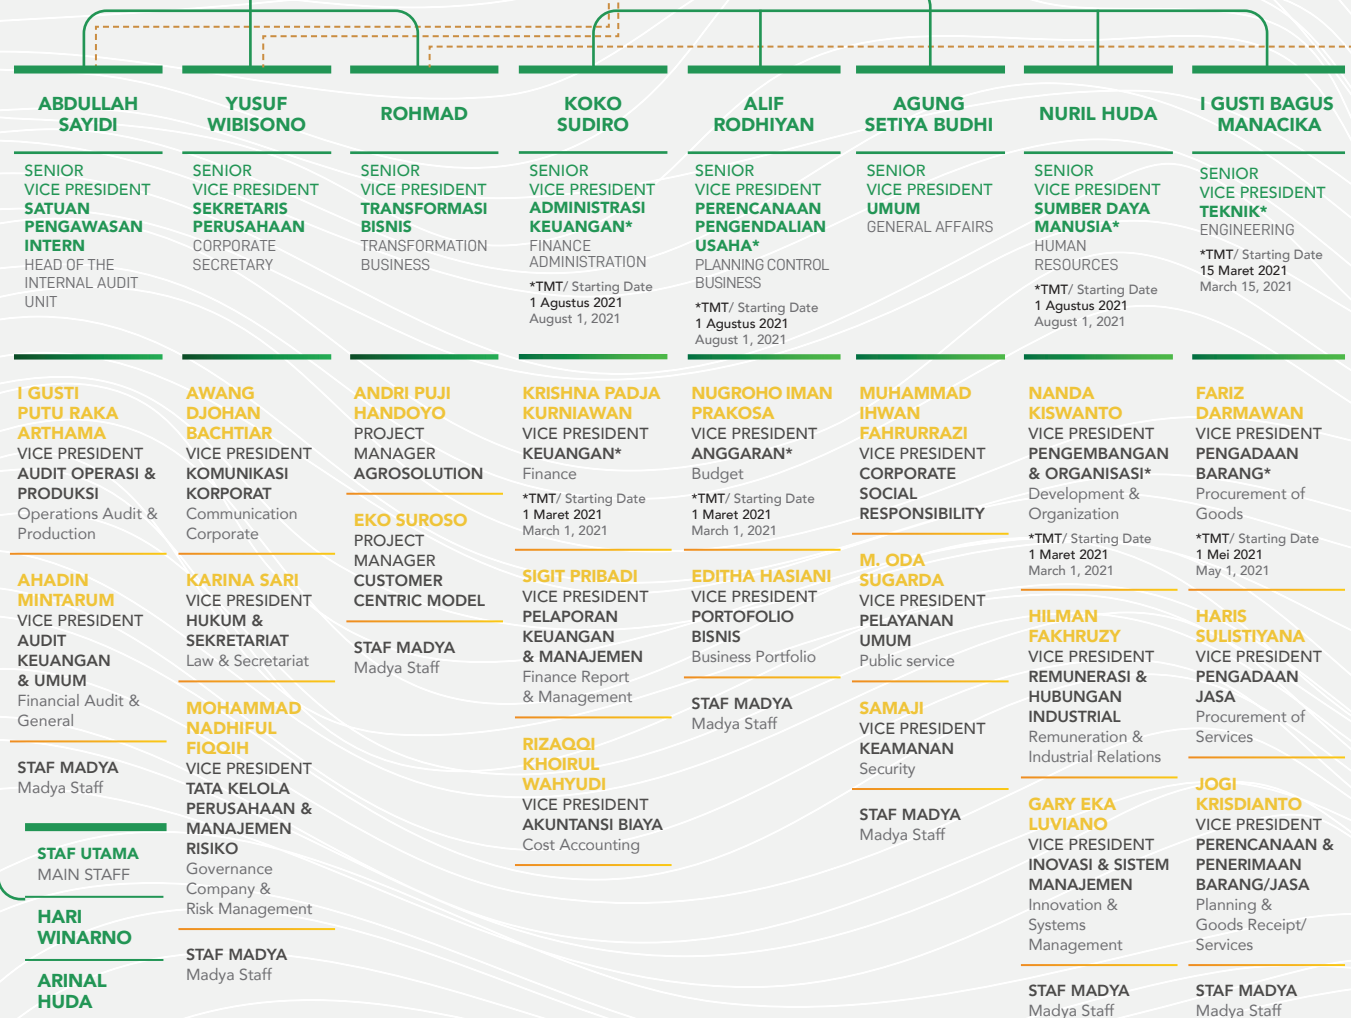 ABDULLAH
SAYIDI
SENIOR
VICE PRESIDENT
SATUAN
PENGAWASAN
INTERN
HEAD OF THE
INTERNAL AUDIT
UNIT
I GUSTI
PUTU RAKA
ARTHAMA
VICE PRESIDENT
AUDIT OPERASI &
PRODUKSI
Operations Audit &
Production
AHADIN
MINTARUM
VICE PRESIDENT
AUDIT
KEUANGAN
& UMUM
Financial Audit &
General
STAF MADYA
Madya Staff
STAF UTAMA
MAIN STAFF
HARI
WINARNO
ARINAL
HUDA
YUSUF
WIBISONO
SENIOR
VICE PRESIDENT
SEKRETARIS
PERUSAHAAN
CORPORATE
SECRETARY
AWANG
DJOHAN
BACHTIAR
VICE PRESIDENT
KOMUNIKASI
KORPORAT
Communication
Corporate
KARINA SARI
VICE PRESIDENT
HUKUM &
SEKRETARIAT
Law & Secretariat
MOHAMMAD
NADHIFUL
FIQQIH
VICE PRESIDENT
TATA KELOLA
PERUSAHAAN &
MANAJEMEN
RISIKO
Governance
Company &
Risk Management
STAF MADYA
Madya Staff
ROHMAD
SENIOR
VICE PRESIDENT
TRANSFORMASI
BISNIS
TRANSFORMATION
BUSINESS
ANDRI PUJI
HANDOYO
PROJECT
MANAGER
AGROSOLUTION
EKO SUROSO
PROJECT
MANAGER
CUSTOMER
CENTRIC MODEL
STAF MADYA
Madya Staff
KOKO
SUDIRO
SENIOR
VICE PRESIDENT
ADMINISTRASI
KEUANGAN*
FINANCE
ADMINISTRATION
*TMT/ Starting Date
1 Agustus 2021
August 1, 2021
KRISHNA PADJA
KURNIAWAN
VICE PRESIDENT
KEUANGAN*
Finance
*TMT/ Starting Date
1 Maret 2021
March 1, 2021
SIGIT PRIBADI
VICE PRESIDENT
PELAPORAN
KEUANGAN
& MANAJEMEN
Finance Report
& Management
RIZAQQI
KHOIRUL
WAHYUDI
VICE PRESIDENT
AKUNTANSI BIAYA
Cost Accounting
ALIF
RODHIYAN
SENIOR
VICE PRESIDENT
PERENCANAAN
PENGENDALIAN
USAHA*
PLANNING CONTROL
BUSINESS
*TMT/ Starting Date
1 Agustus 2021
August 1, 2021
NUGROHO IMAN
PRAKOSA
VICE PRESIDENT
ANGGARAN*
Budget
*TMT/ Starting Date
1 Maret 2021
March 1, 2021
EDITHA HASIANI
VICE PRESIDENT
PORTOFOLIO
BISNIS
Business Portfolio
STAF MADYA
Madya Staff
AGUNG
SETIYA BUDHI
SENIOR
VICE PRESIDENT
UMUM
GENERAL AFFAIRS
MUHAMMAD
IHWAN
FAHRURRAZI
VICE PRESIDENT
CORPORATE
SOCIAL
RESPONSIBILITY
M. ODA
SUGARDA
VICE PRESIDENT
PELAYANAN
UMUM
Public service
SAMAJI
VICE PRESIDENT
KEAMANAN
Security
STAF MADYA
Madya Staff
NURIL HUDA
SENIOR
VICE PRESIDENT
SUMBER DAYA
MANUSIA*
HUMAN
RESOURCES
*TMT/ Starting Date
1 Agustus 2021
August 1, 2021
NANDA
KISWANTO
VICE PRESIDENT
PENGEMBANGAN
& ORGANISASI*
Development &
Organization
*TMT/ Starting Date
1 Maret 2021
March 1, 2021
HILMAN
FAKHRUZY
VICE PRESIDENT
REMUNERASI &
HUBUNGAN
INDUSTRIAL
Remuneration &
Industrial Relations
GARY EKA
LUVIANO
VICE PRESIDENT
INOVASI & SISTEM
MANAJEMEN
Innovation &
Systems
Management
STAF MADYA
Madya Staff
I GUSTI BAGUS
MANACIKA
SENIOR
VICE PRESIDENT
TEKNIK*
ENGINEERING
*TMT/ Starting Date
15 Maret 2021
March 15, 2021
FARIZ
DARMAWAN
VICE PRESIDENT
PENGADAAN
BARANG*
Procurement of
Goods
*TMT/ Starting Date
1 Mei 2021
May 1, 2021
HARIS
SULISTIYANA
VICE PRESIDENT
PENGADAAN
JASA
Procurement of
Services
JOGI
KRISDIANTO
VICE PRESIDENT
PERENCANAAN &
PENERIMAAN
BARANG/JASA
Planning &
Goods Receipt/
Services
STAF MADYA
Madya Staff